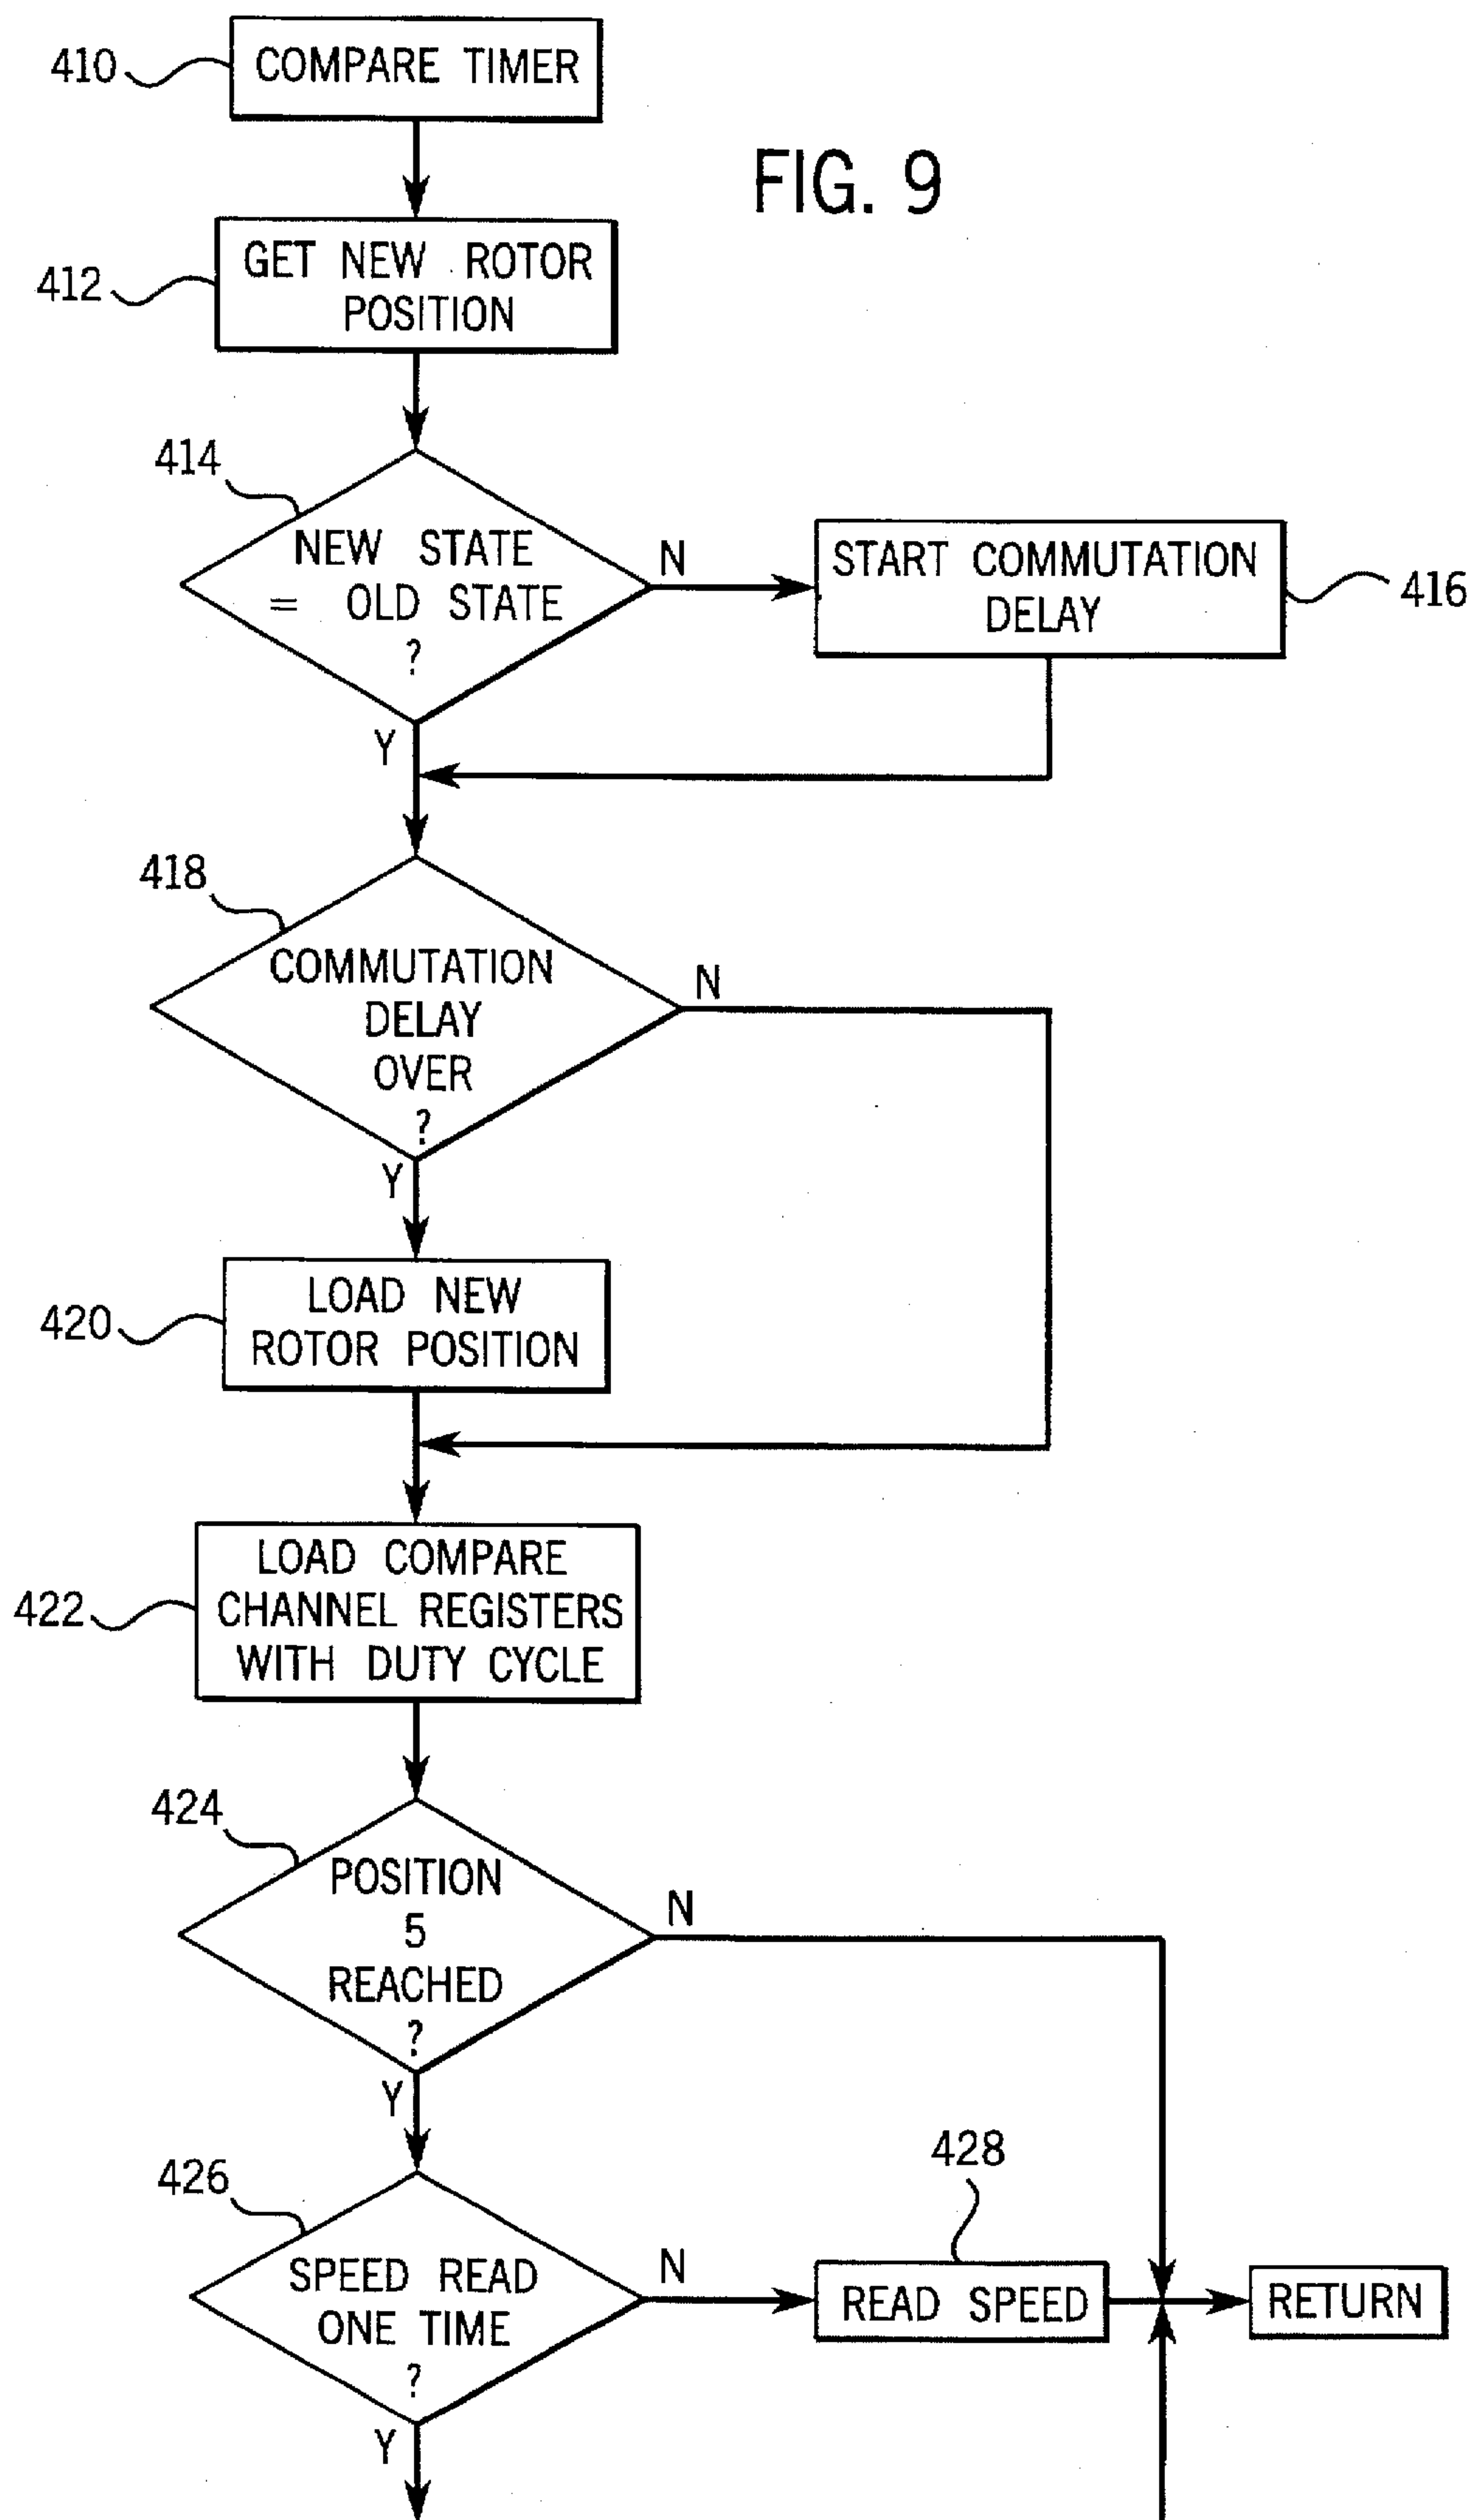 410
COMPARE TIMER
FIG. 9
412
GET NEW ROTOR
POSITION
414
NEW STATE
= OLD STATE
?
N
START COMMUTATION
DELAY
416
Y
418
COMMUTATION
DELAY
OVER
?
N
Y
420
LOAD NEW
ROTOR POSITION
422
LOAD COMPARE
CHANNEL REGISTERS
WITH DUTY CYCLE
424
POSITION
5
REACHED
?
N
Y
426
SPEED READ
ONE TIME
?
N
428
READ SPEED
RETURN
Y